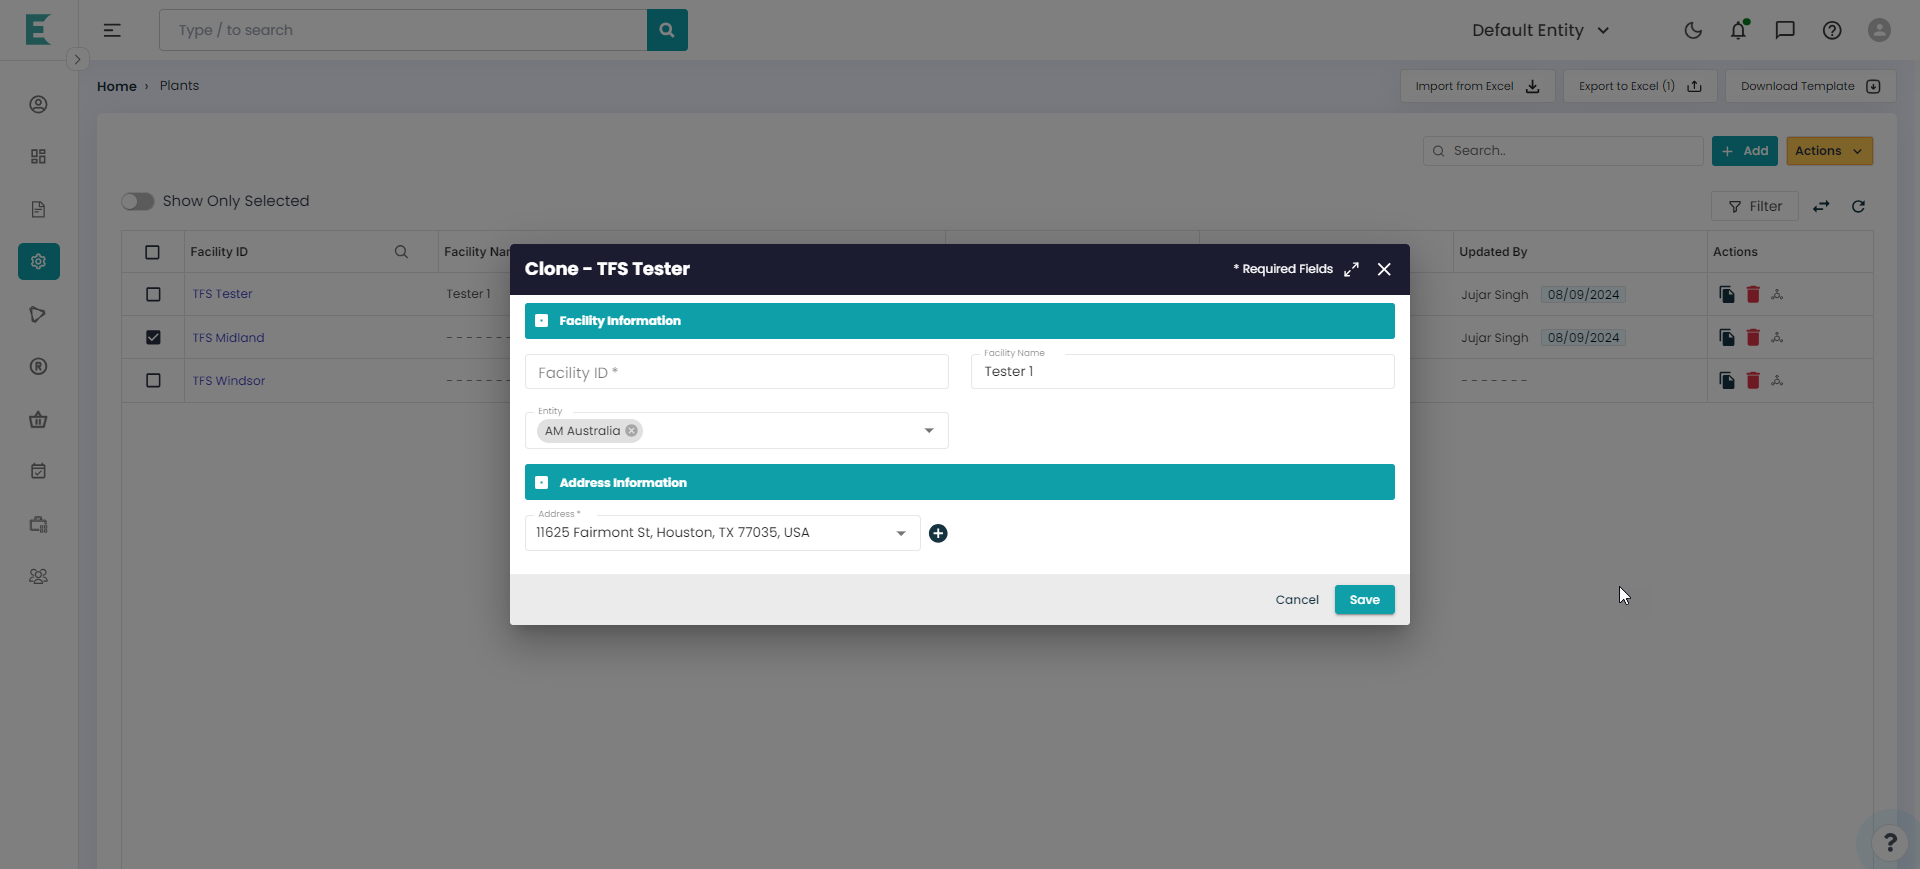 Type / to search
Default Entity
Home › Plants
Import from Excel
Export to Excel (1)
Download Template
Search..
+ Add
Actions
Show Only Selected
Filter
Facility ID
Facility Nar
Updated By
Actions
TFS Tester
Tester 1
Jujar Singh 08/09/2024
TFS Midland
- - - - - - -
Jujar Singh 08/09/2024
TFS Windsor
- - - - - - -
- - - - - - -
Clone - TFS Tester
* Required Fields
Facility Information
Facility ID *
Facility Name
Tester 1
Entity
AM Australia
Address Information
Address *
11625 Fairmont St, Houston, TX 77035, USA
Cancel
Save
?